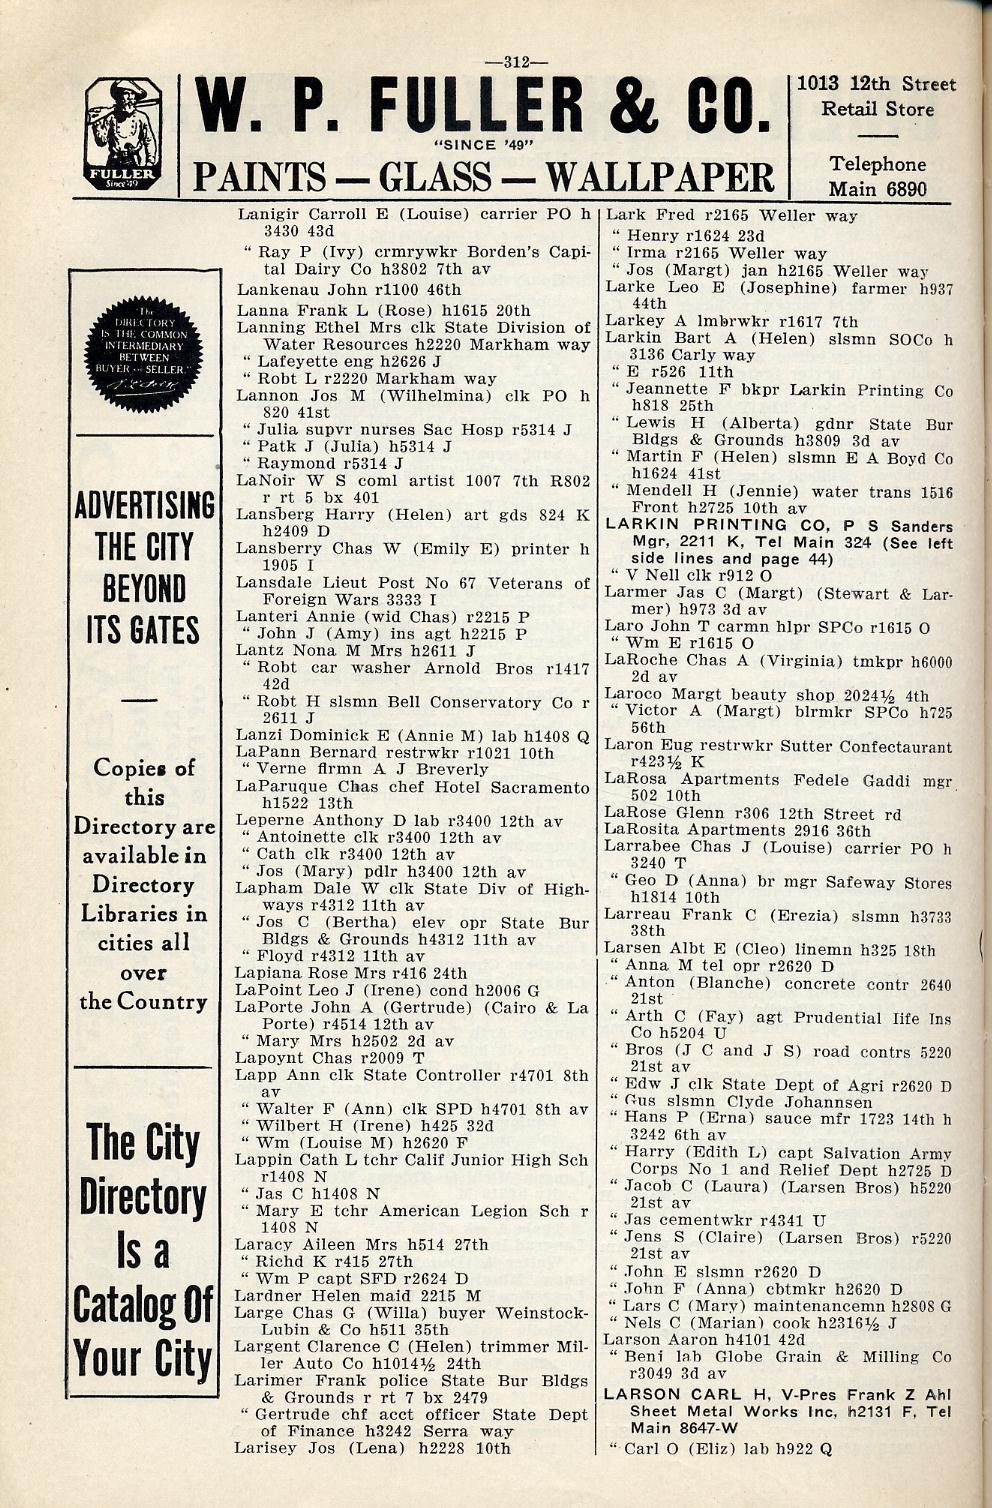 —312—
FULLER
Since '49
W. P. FULLER & CO.
"SINCE '49"
PAINTS — GLASS — WALLPAPER
1013 12th Street
Retail Store
Telephone
Main 6890
The
DIRECTORY
IS THE COMMON
INTERMEDIARY
BETWEEN
BUYER AND SELLER.
ADVERTISING
THE CITY
BEYOND
ITS GATES
Copies of
this
Directory are
available in
Directory
Libraries in
cities all
over
the Country
The City
Directory
Is a
Catalog Of
Your City
Lanigir Carroll E (Louise) carrier PO h
3430 43d
" Ray P (Ivy) crmrywkr Borden's Capi-
tal Dairy Co h3802 7th av
Lankenau John r1100 46th
Lanna Frank L (Rose) h1615 20th
Lanning Ethel Mrs clk State Division of
Water Resources h2220 Markham way
" Lafeyette eng h2626 J
" Robt L r2220 Markham way
Lannon Jos M (Wilhelmina) clk PO h
820 41st
" Julia supvr nurses Sac Hosp r5314 J
" Patk J (Julia) h5314 J
" Raymond r5314 J
LaNoir W S coml artist 1007 7th R802
r rt 5 bx 401
Lansberg Harry (Helen) art gds 824 K
h2409 D
Lansberry Chas W (Emily E) printer h
1905 I
Lansdale Lieut Post No 67 Veterans of
Foreign Wars 3333 I
Lanteri Annie (wid Chas) r2215 P
" John J (Amy) ins agt h2215 P
Lantz Nona M Mrs h2611 J
" Robt car washer Arnold Bros r1417
42d
" Robt H slsmn Bell Conservatory Co r
2611 J
Lanzi Dominick E (Annie M) lab h1408 Q
LaPann Bernard restrwkr r1021 10th
" Verne flrmn A J Breverly
LaParuque Chas chef Hotel Sacramento
h1522 13th
Leperne Anthony D lab r3400 12th av
" Antoinette clk r3400 12th av
" Cath clk r3400 12th av
" Jos (Mary) pdlr h3400 12th av
Lapham Dale W clk State Div of High-
ways r4312 11th av
" Jos C (Bertha) elev opr State Bur
Bldgs & Grounds h4312 11th av
" Floyd r4312 11th av
Lapiana Rose Mrs r416 24th
LaPoint Leo J (Irene) cond h2006 G
LaPorte John A (Gertrude) (Cairo & La
Porte) r4514 12th av
" Mary Mrs h2502 2d av
Lapoynt Chas r2009 T
Lapp Ann clk State Controller r4701 8th
av
" Walter F (Ann) clk SPD h4701 8th av
" Wilbert H (Irene) h425 32d
" Wm (Louise M) h2620 F
Lappin Cath L tchr Calif Junior High Sch
r1408 N
" Jas C h1408 N
" Mary E tchr American Legion Sch r
1408 N
Laracy Aileen Mrs h514 27th
" Richd K r415 27th
" Wm P capt SFD r2624 D
Lardner Helen maid 2215 M
Large Chas G (Willa) buyer Weinstock-
Lubin & Co h511 35th
Largent Clarence C (Helen) trimmer Mil-
ler Auto Co h1014½ 24th
Larimer Frank police State Bur Bldgs
& Grounds r rt 7 bx 2479
" Gertrude chf acct officer State Dept
of Finance h3242 Serra way
Larisey Jos (Lena) h2228 10th
Lark Fred r2165 Weller way
" Henry r1624 23d
" Irma r2165 Weller way
" Jos (Margt) jan h2165 Weller way
Larke Leo E (Josephine) farmer h937
44th
Larkey A lmbrwkr r1617 7th
Larkin Bart A (Helen) slsmn SOCo h
3136 Carly way
" E r526 11th
" Jeannette F bkpr Larkin Printing Co
h818 25th
" Lewis H (Alberta) gdnr State Bur
Bldgs & Grounds h3809 3d av
" Martin F (Helen) slsmn E A Boyd Co
h1624 41st
" Mendell H (Jennie) water trans 1516
Front h2725 10th av
LARKIN PRINTING CO, P S Sanders
Mgr, 2211 K, Tel Main 324 (See left
side lines and page 44)
" V Nell clk r912 O
Larmer Jas C (Margt) (Stewart & Lar-
mer) h973 3d av
Laro John T carmn hlpr SPCo r1615 O
" Wm E r1615 O
LaRoche Chas A (Virginia) tmkpr h6000
2d av
Laroco Margt beauty shop 2024½ 4th
" Victor A (Margt) blrmkr SPCo h725
56th
Laron Eug restrwkr Sutter Confectaurant
r423½ K
LaRosa Apartments Fedele Gaddi mgr
502 10th
LaRose Glenn r306 12th Street rd
LaRosita Apartments 2916 36th
Larrabee Chas J (Louise) carrier PO h
3240 T
" Geo D (Anna) br mgr Safeway Stores
h1814 10th
Larreau Frank C (Erezia) slsmn h3733
38th
Larsen Albt E (Cleo) linemn h325 18th
" Anna M tel opr r2620 D
" Anton (Blanche) concrete contr 2640
21st
" Arth C (Fay) agt Prudential life Ins
Co h5204 U
" Bros (J C and J S) road contrs 5220
21st av
" Edw J clk State Dept of Agri r2620 D
" Gus slsmn Clyde Johannsen
" Hans P (Erna) sauce mfr 1723 14th h
3242 6th av
" Harry (Edith L) capt Salvation Army
Corps No 1 and Relief Dept h2725 D
" Jacob C (Laura) (Larsen Bros) h5220
21st av
" Jas cementwkr r4341 U
" Jens S (Claire) (Larsen Bros) r5220
21st av
" John E slsmn r2620 D
" John F (Anna) cbtmkr h2620 D
" Lars C (Mary) maintenancemn h2808 G
" Nels C (Marian) cook h2316½ J
Larson Aaron h4101 42d
" Benj lab Globe Grain & Milling Co
r3049 3d av
LARSON CARL H, V-Pres Frank Z Ahl
Sheet Metal Works Inc, h2131 F, Tel
Main 8647-W
" Carl O (Eliz) lab h922 Q